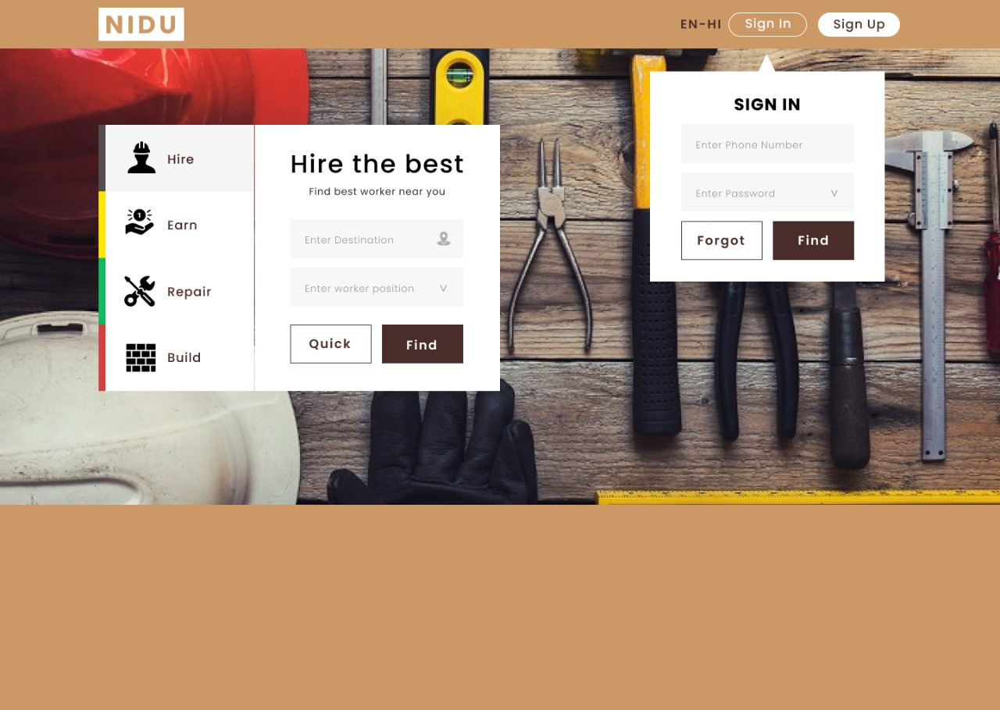 NIDU
EN-HI
Sign In
Sign Up
SIGN IN
Enter Phone Number
Enter Password
V
Forgot
Find
Hire
Earn
1
Repair
Build
Hire the best
Find best worker near you
Enter Destination
Enter worker position
V
Quick
Find